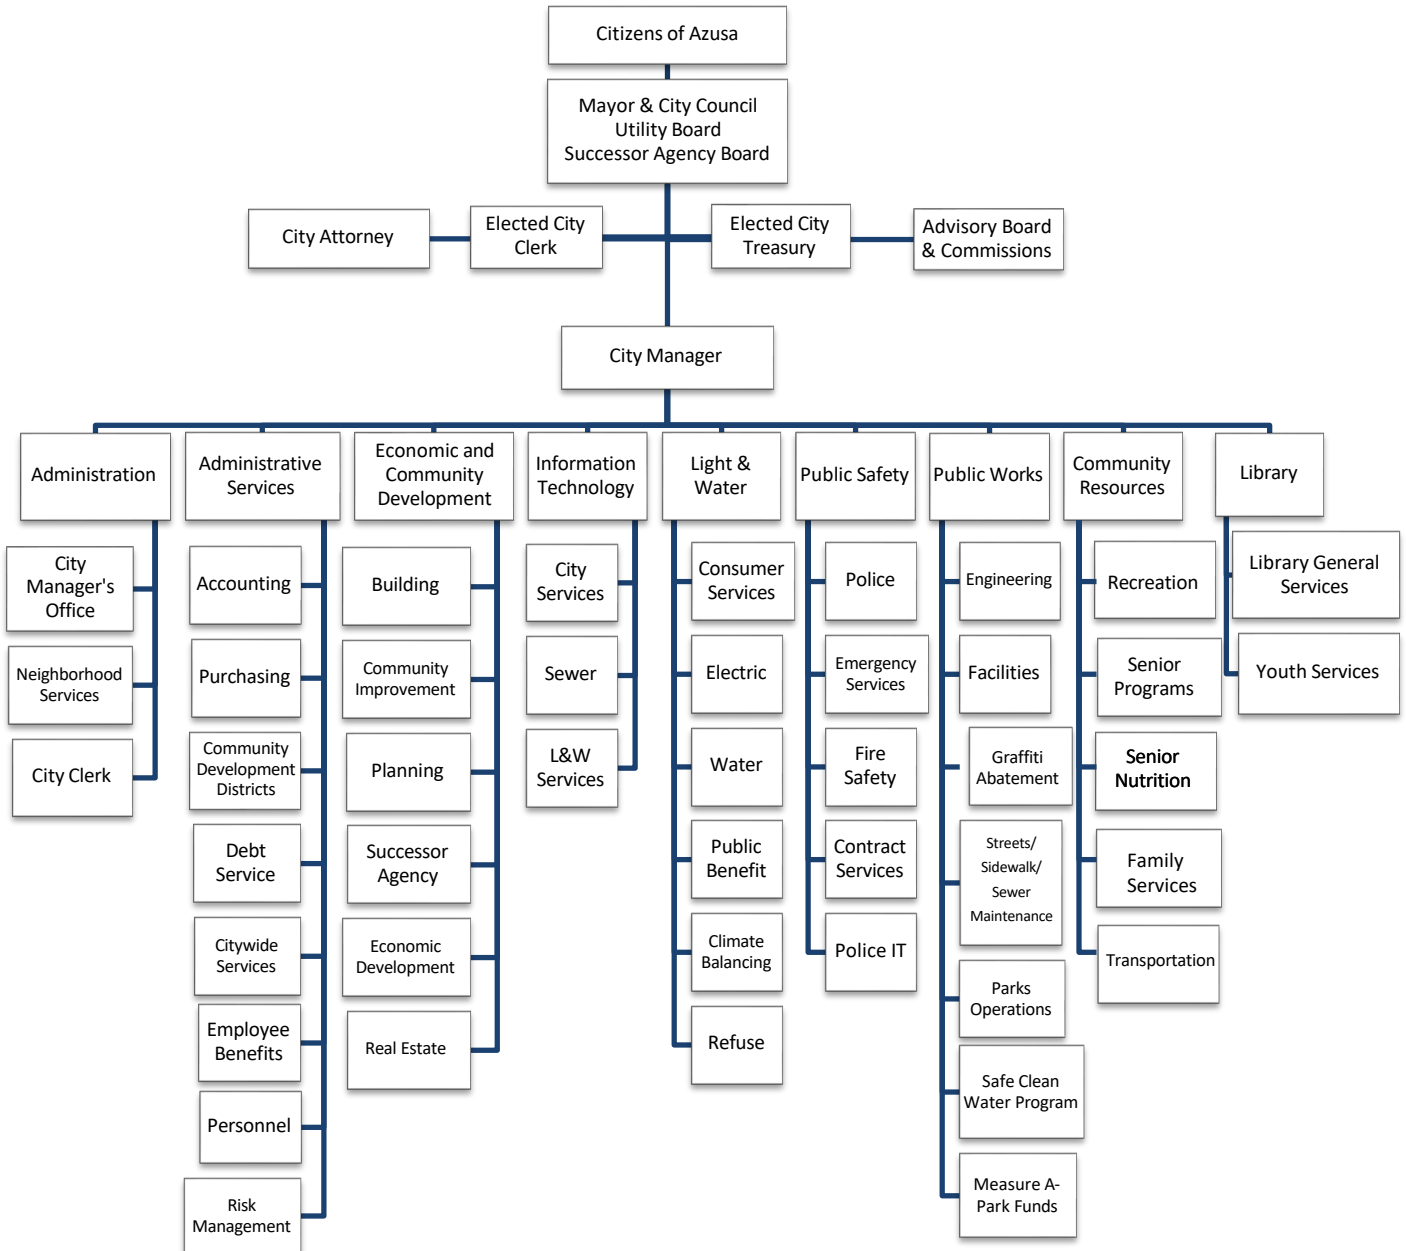 Citizens of Azusa
Mayor & City Council
Utility Board
Successor Agency Board
City Attorney
Elected City
Clerk
Elected City
Treasury
Advisory Board
& Commissions
City Manager
Administration
City
Manager's
Office
Neighborhood
Services
City Clerk
Administrative
Services
Accounting
Purchasing
Community
Development
Districts
Debt
Service
Citywide
Services
Employee
Benefits
Personnel
Risk
Management
Economic and
Community
Development
Building
Community
Improvement
Planning
Successor
Agency
Economic
Development
Real Estate
Information
Technology
City
Services
Sewer
L&W
Services
Light &
Water
Consumer
Services
Electric
Water
Public
Benefit
Climate
Balancing
Refuse
Public Safety
Police
Emergency
Services
Fire
Safety
Contract
Services
Police IT
Public Works
Engineering
Facilities
Graffiti
Abatement
Streets/
Sidewalk/
Sewer
Maintenance
Parks
Operations
Safe Clean
Water Program
Measure A-
Park Funds
Community
Resources
Recreation
Senior
Programs
Senior
Nutrition
Family
Services
Transportation
Library
Library General
Services
Youth Services